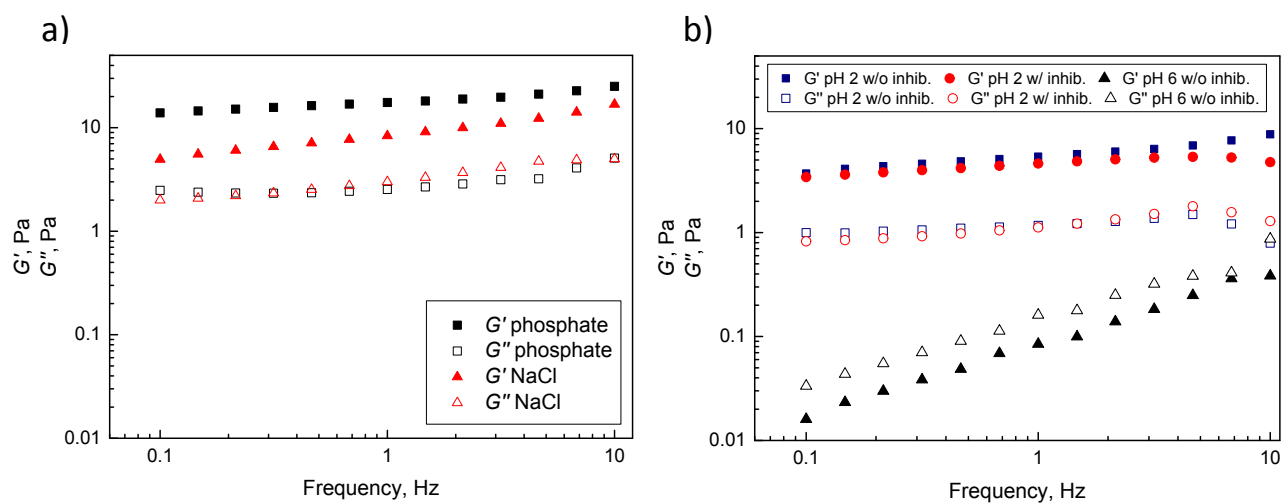 a)
10
1
0.1
0.01
G', Pa
G'', Pa
G' phosphate
G'' phosphate
G' NaCl
G'' NaCl
0.1 1 10
Frequency, Hz
b)
G' pH 2 w/o inhib. G' pH 2 w/ inhib. G' pH 6 w/o inhib.
G'' pH 2 w/o inhib. G'' pH 2 w/ inhib. G'' pH 6 w/o inhib.
10
1
0.1
0.01
G', Pa
G'', Pa
0.1 1 10
Frequency, Hz